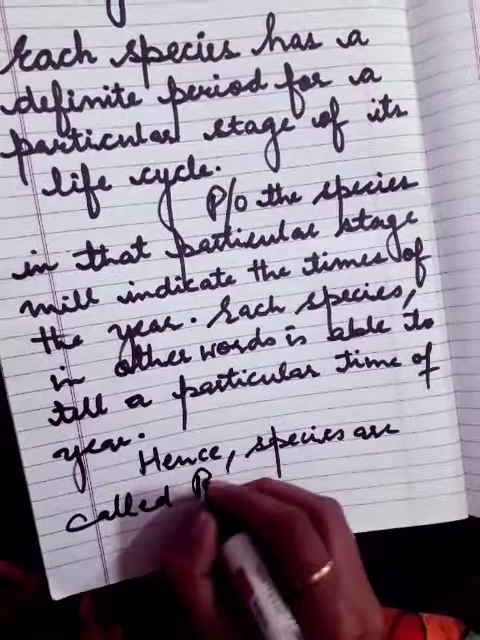 Each species has a
definite period for a
particular stage of its
life cycle.
P/o the species
in that particular stage
will indicate the times of
the year. Each species,
in other words is able to
tell a particular time of
year.
Hence, species are
called